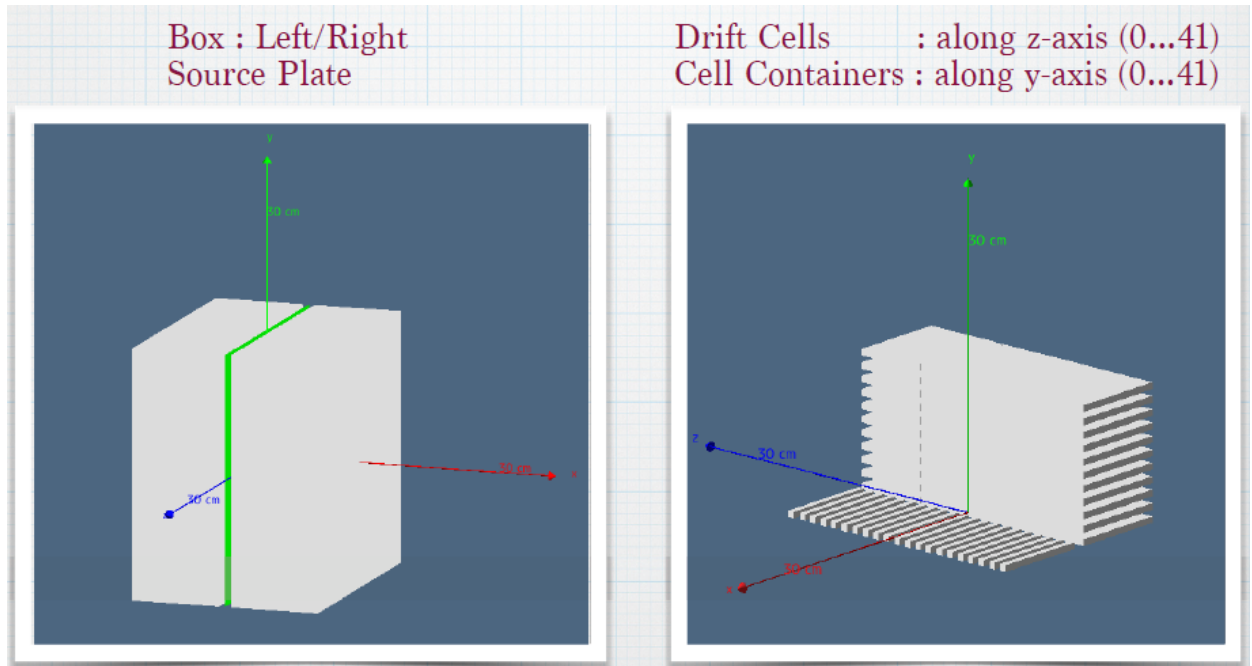 Box : Left/Right
Source Plate
Drift Cells : along z-axis (0...41)
Cell Containers : along y-axis (0...41)
y
30 cm
30 cm
x
30 cm
y
30 cm
z
30 cm
30 cm
x